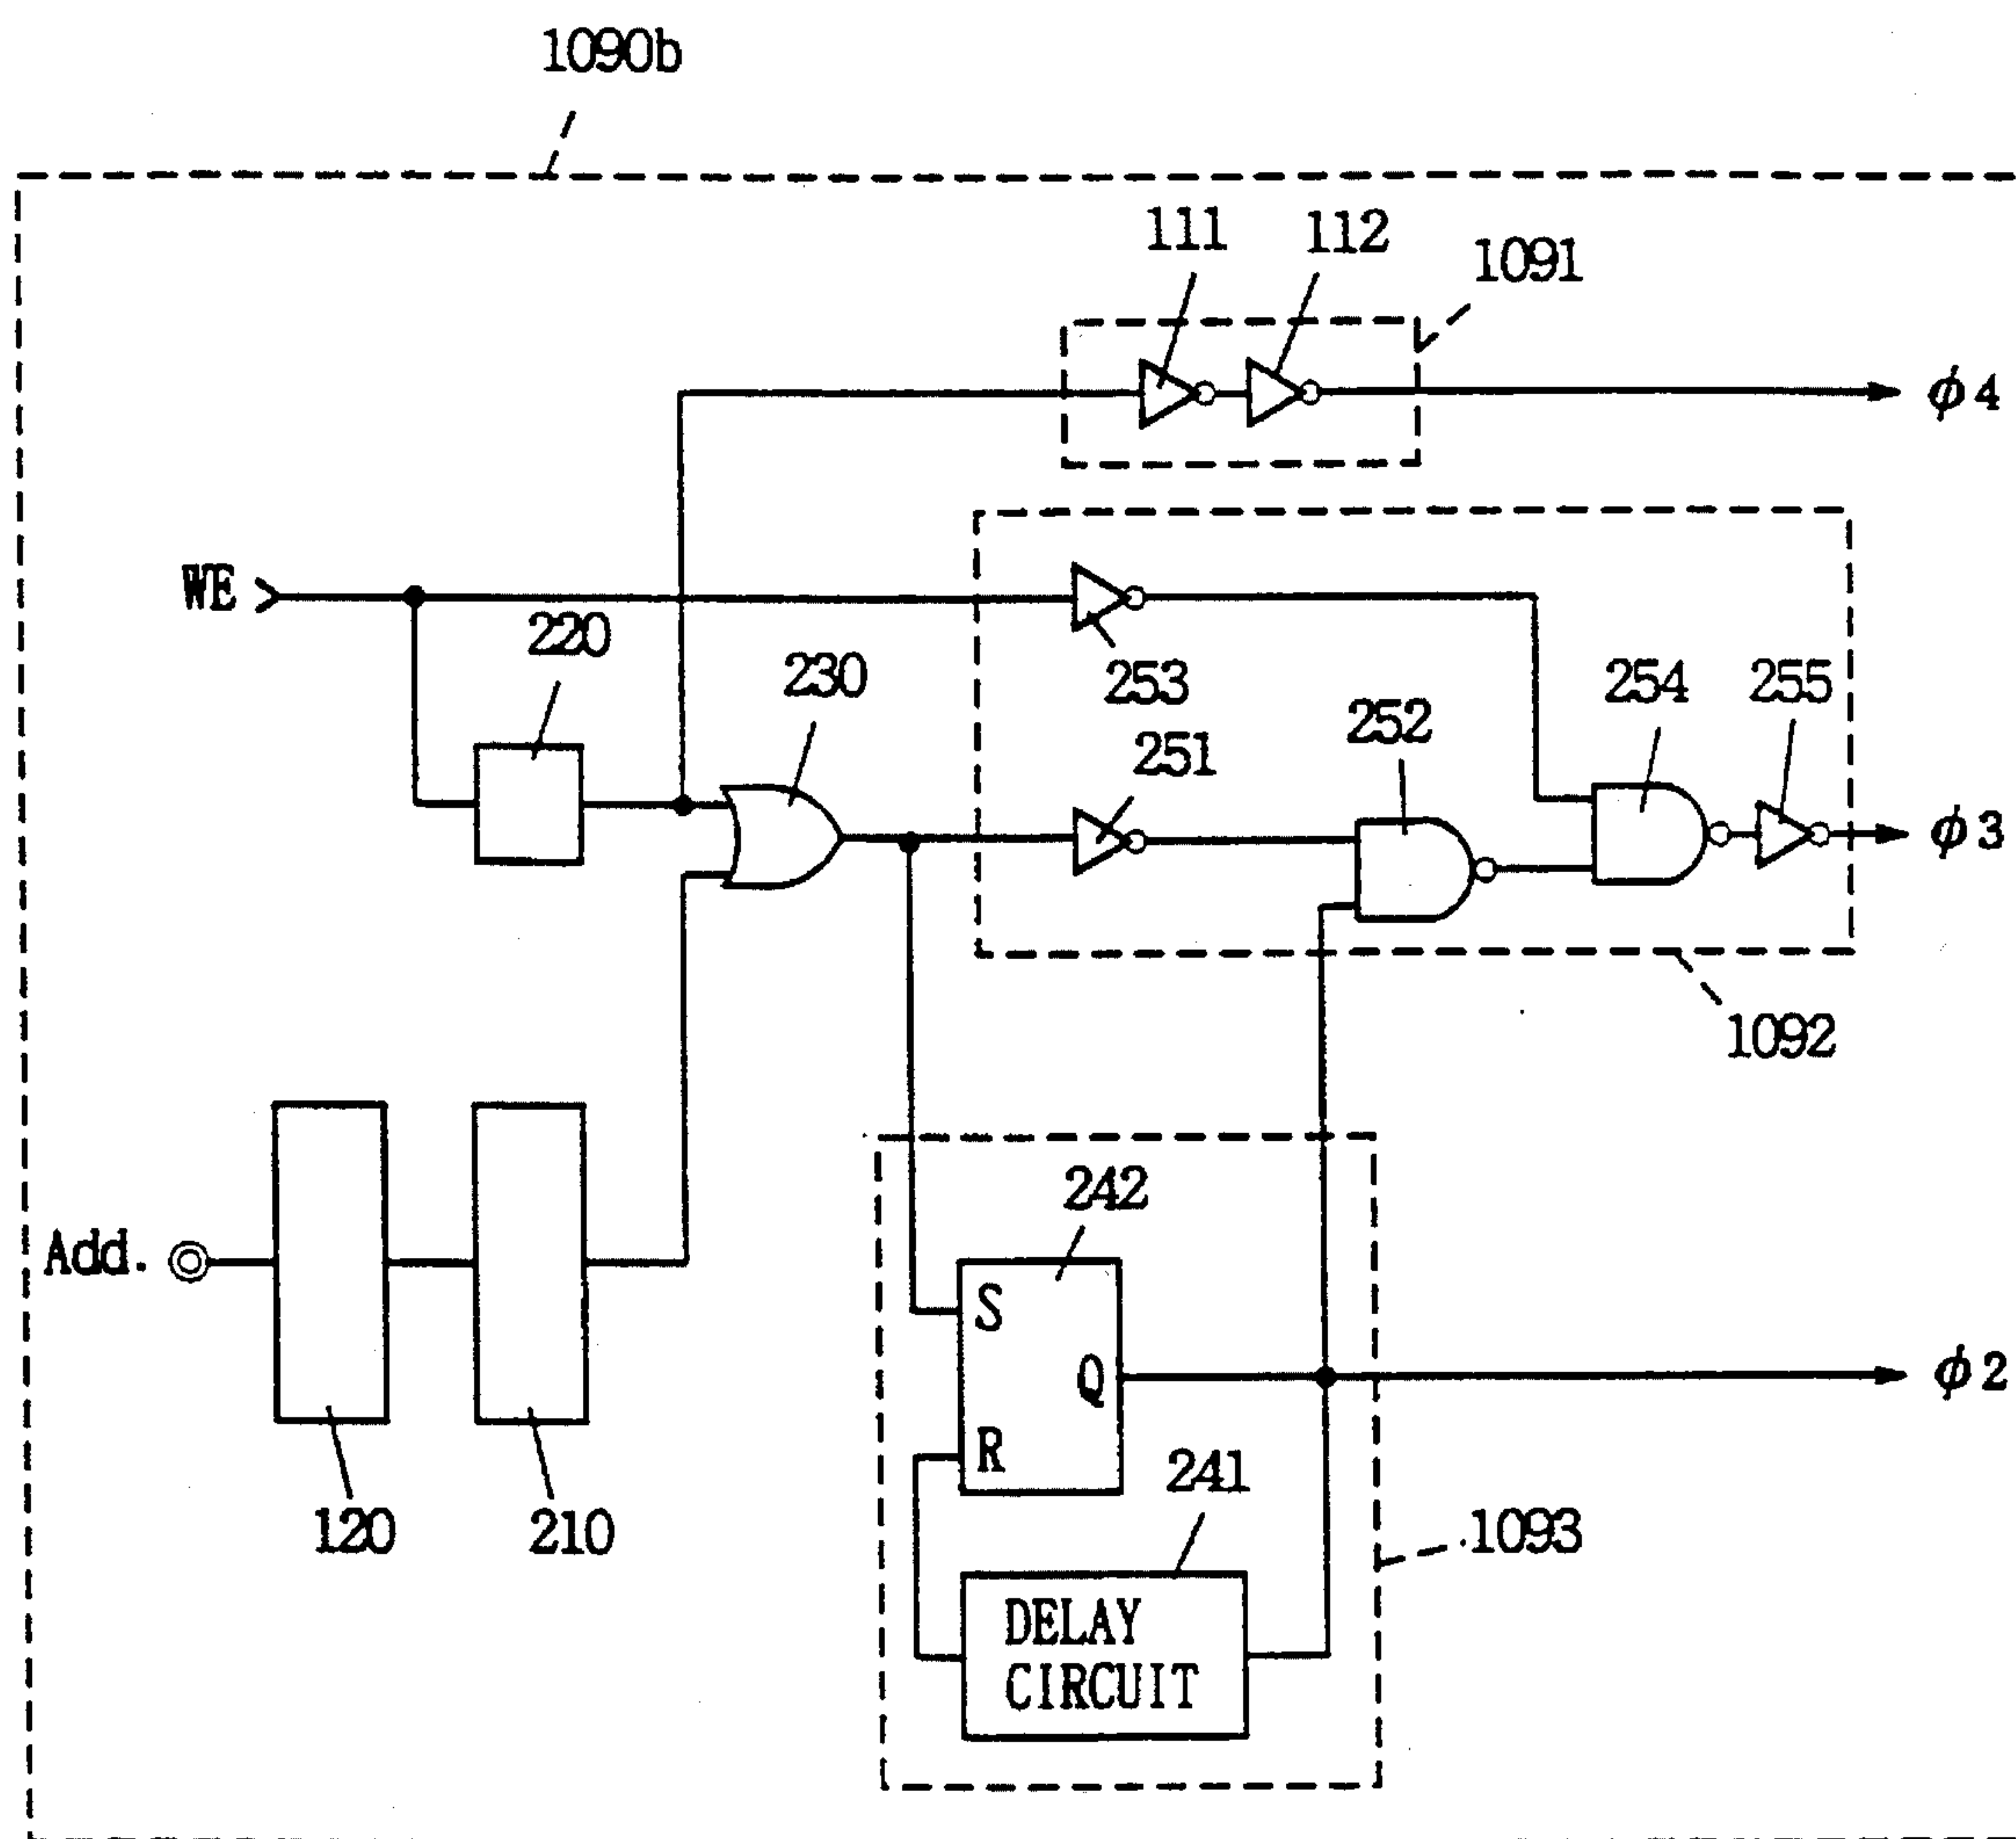 1090b
111
112
1091
φ4
WE
220
230
253
251
252
254
255
φ3
1092
Add.
120
210
242
S
Q
R
φ2
241
DELAY
CIRCUIT
1093